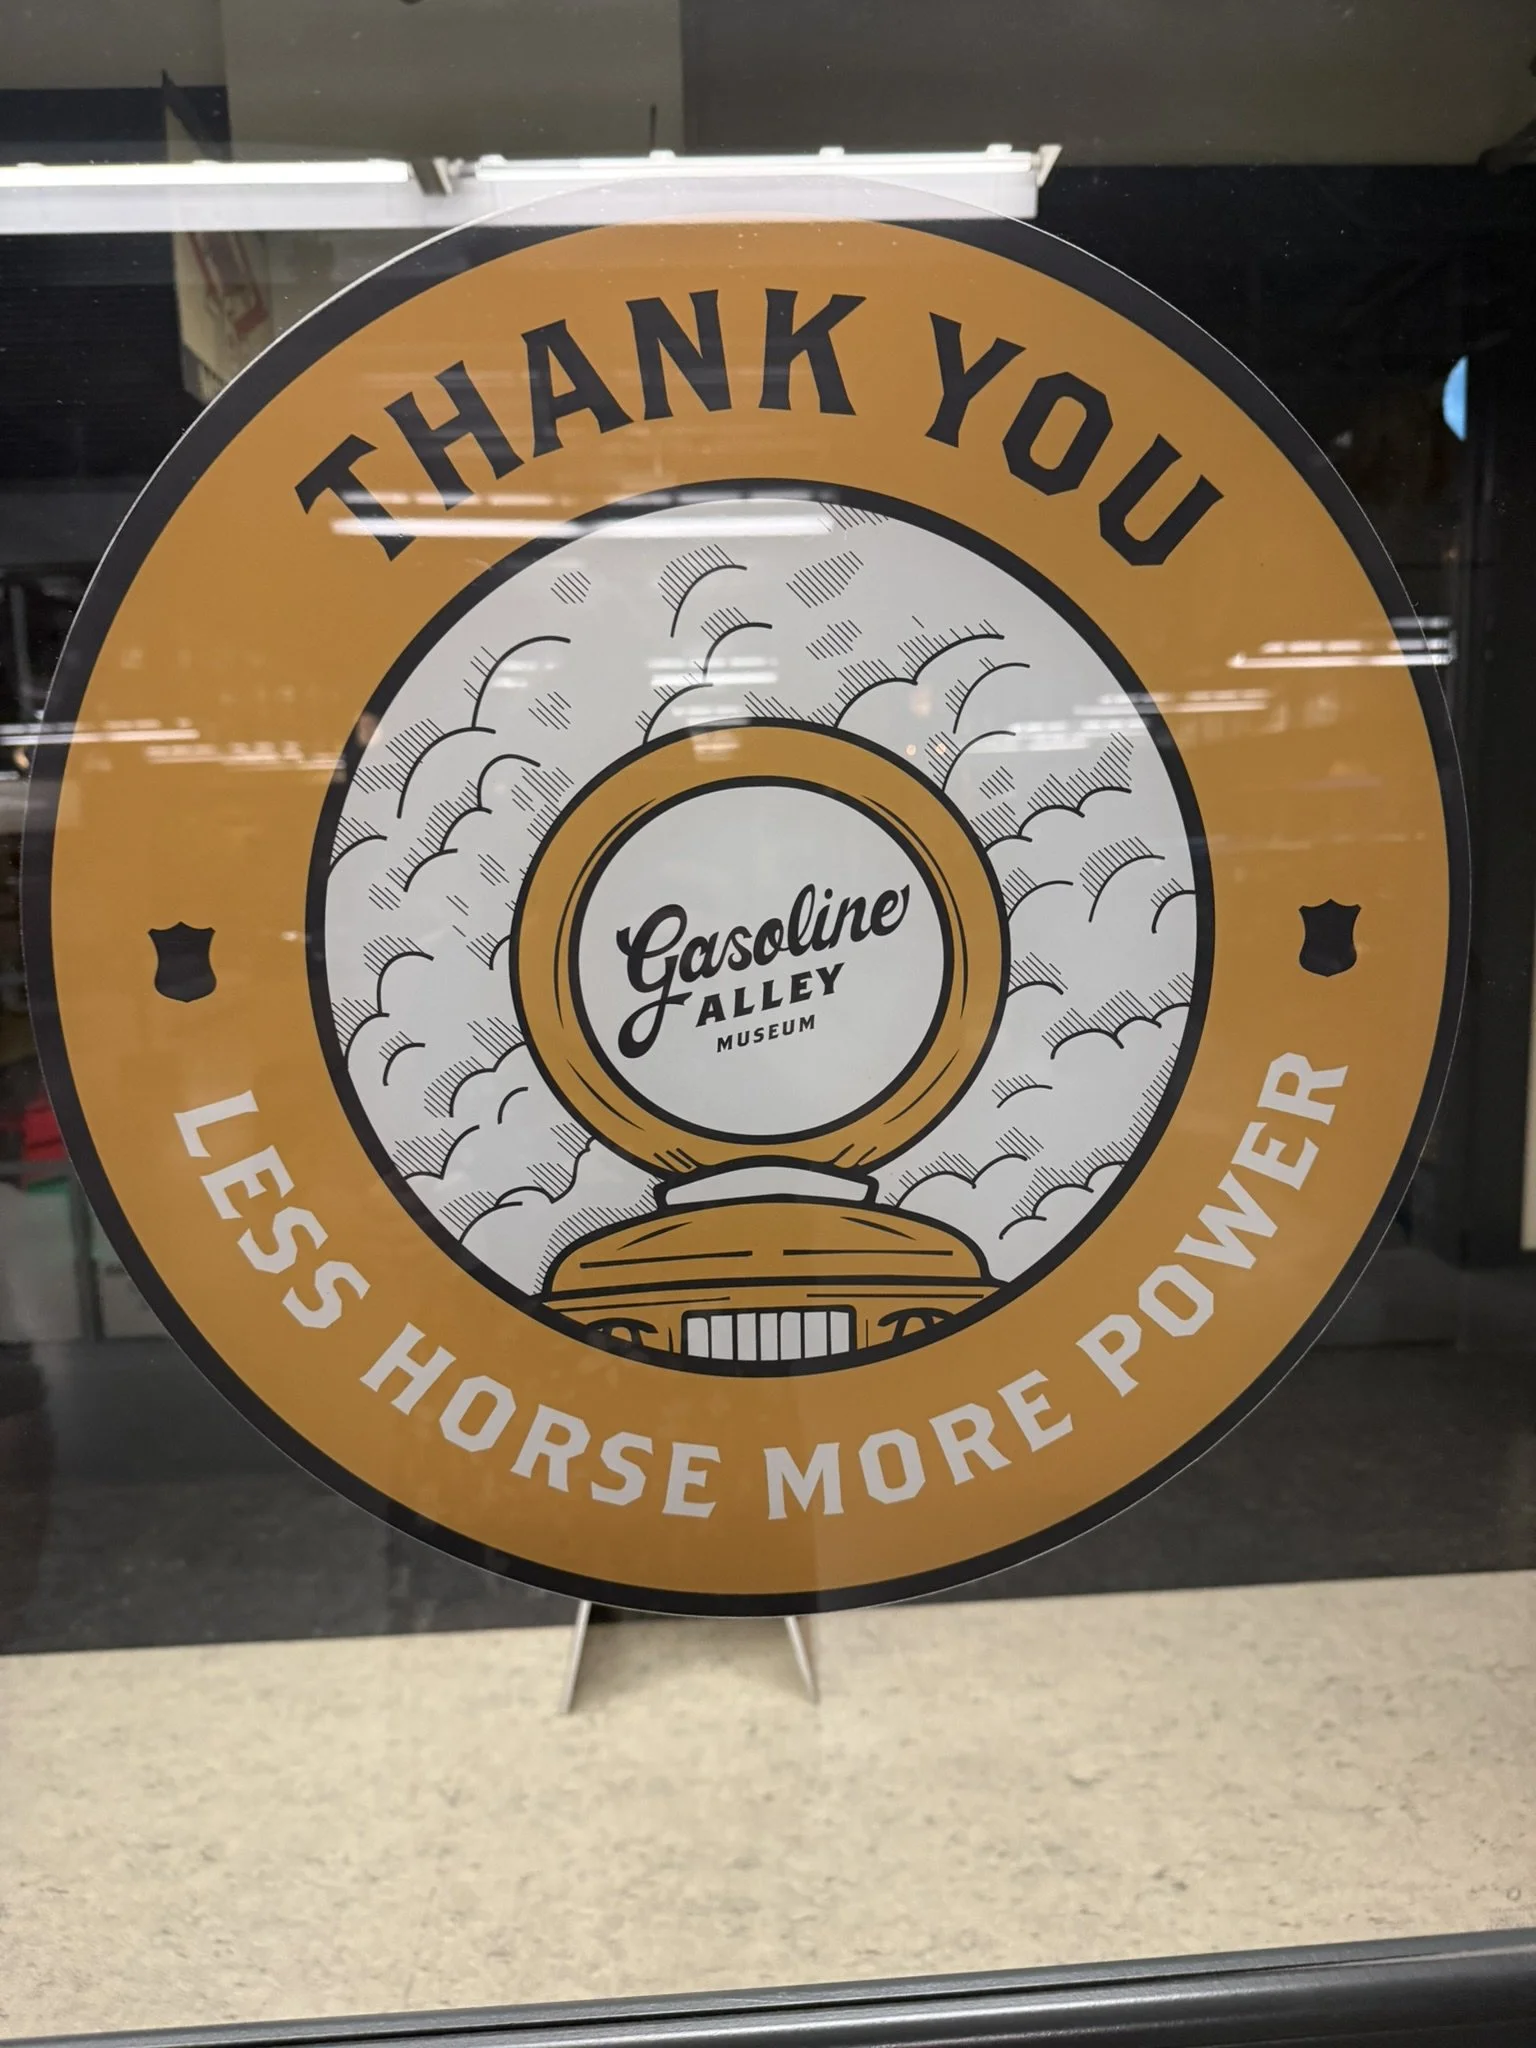 THANK YOU
Gasoline
ALLEY
MUSEUM
LESS HORSE MORE POWER